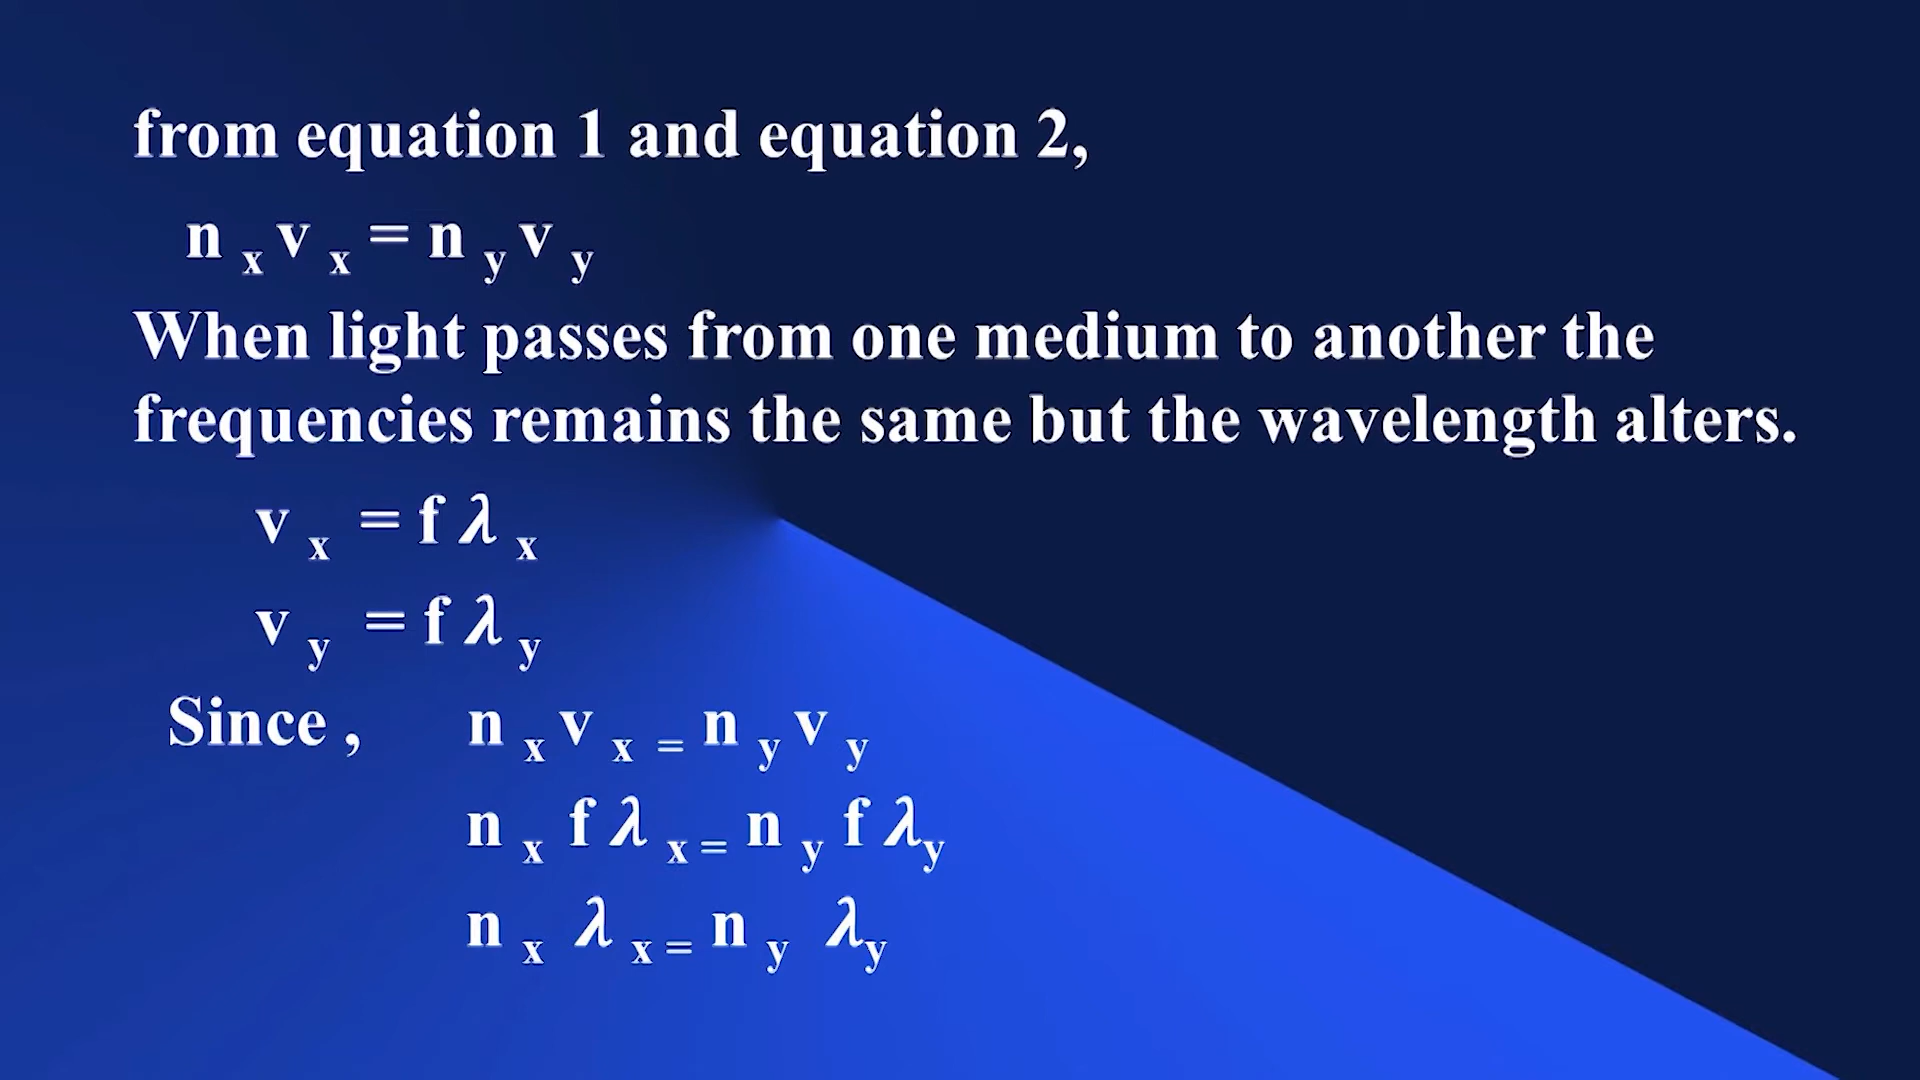 from equation 1 and equation 2,
n x v x = n y v y
When light passes from one medium to another the
frequencies remains the same but the wavelength alters.
v x = f λ x
v y = f λ y
Since , n x v x = n y v y
n x f λ x = n y f λy
n x λ x = n y λy